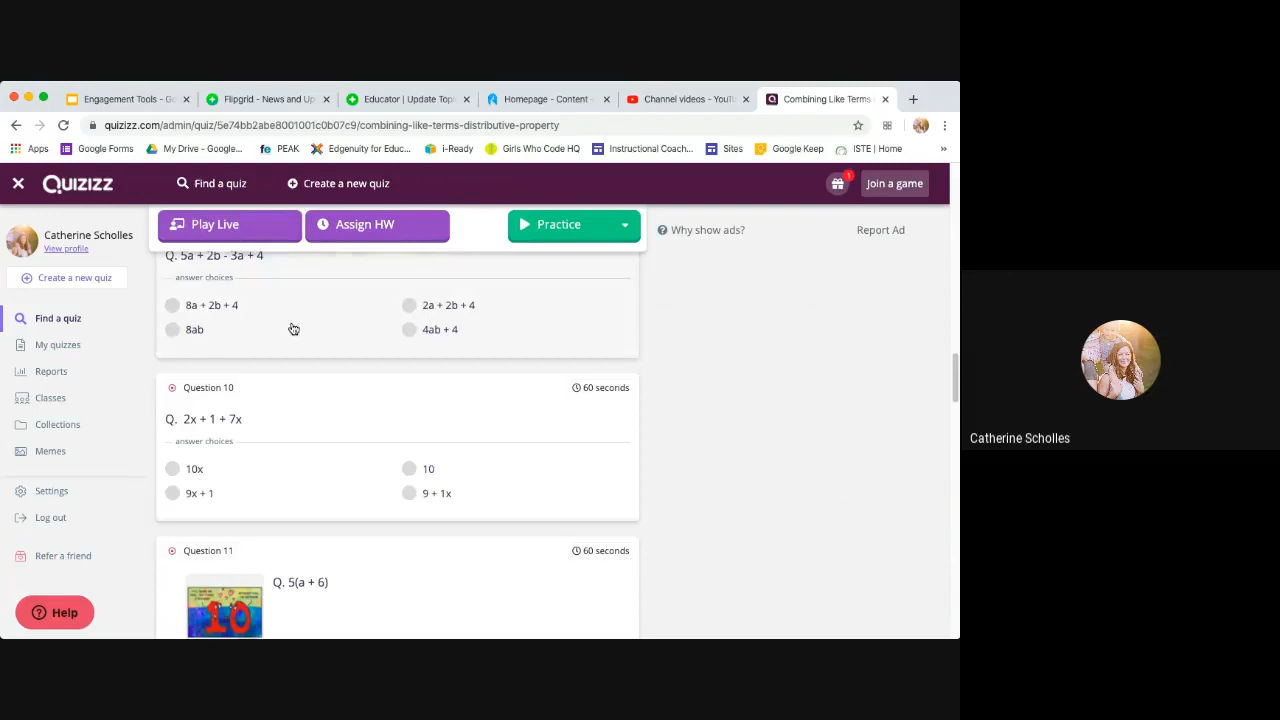 Engagement Tools - Go
Flipgrid - News and Up
Educator | Update Topi
Homepage - Content -
Channel videos - YouTu
Combining Like Terms
quizizz.com/admin/quiz/5e74bb2abe8001001c0b07c9/combining-like-terms-distributive-property
Apps
Google Forms
My Drive - Google...
fe PEAK
Edgenuity for Educ...
i-Ready
Girls Who Code HQ
Instructional Coach...
Sites
Google Keep
ISTE | Home
»
Quizizz
Find a quiz
Create a new quiz
1
Join a game
Catherine Scholles
View profile
Create a new quiz
Find a quiz
My quizzes
Reports
Classes
Collections
Memes
Settings
Log out
Refer a friend
Help
Play Live
Assign HW
Practice
Why show ads?
Report Ad
Q. 5a + 2b - 3a + 4
answer choices
8a + 2b + 4
2a + 2b + 4
8ab
4ab + 4
Question 10
60 seconds
Q. 2x + 1 + 7x
answer choices
10x
10
9x + 1
9 + 1x
Question 11
60 seconds
Q. 5(a + 6)
10
Catherine Scholles